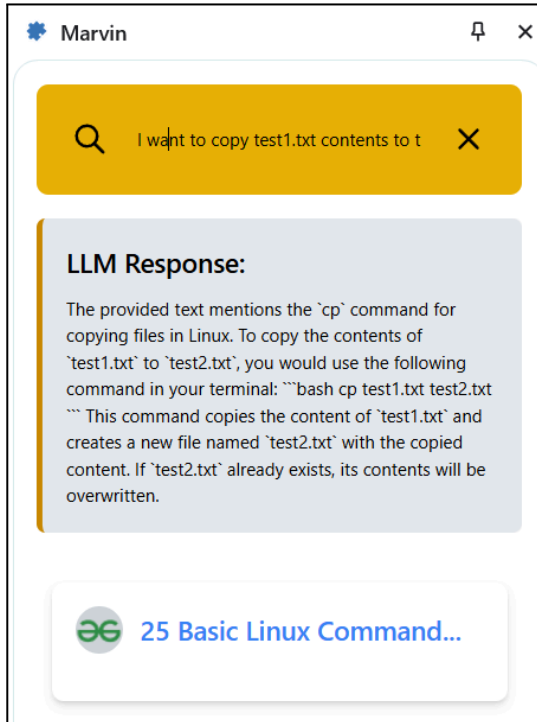 Marvin
I want to copy test1.txt contents to t
LLM Response:
The provided text mentions the `cp` command for
copying files in Linux. To copy the contents of
`test1.txt` to `test2.txt`, you would use the following
command in your terminal: ```bash cp test1.txt test2.txt
``` This command copies the content of `test1.txt` and
creates a new file named `test2.txt` with the copied
content. If `test2.txt` already exists, its contents will be
overwritten.
25 Basic Linux Command...